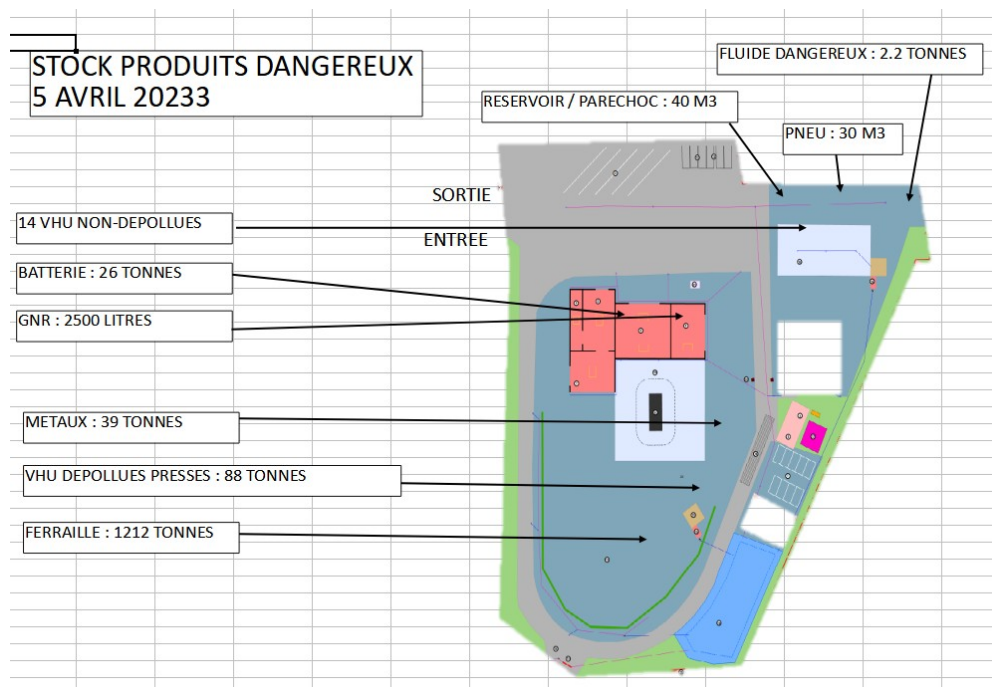 STOCK PRODUITS DANGEREUX
5 AVRIL 20233
FLUIDE DANGEREUX : 2.2 TONNES
RESERVOIR / PARECHOC : 40 M3
PNEU : 30 M3
SORTIE
14 VHU NON-DEPOLLUES
ENTREE
BATTERIE : 26 TONNES
GNR : 2500 LITRES
METAUX : 39 TONNES
VHU DEPOLLUES PRESSES : 88 TONNES
FERRAILLE : 1212 TONNES